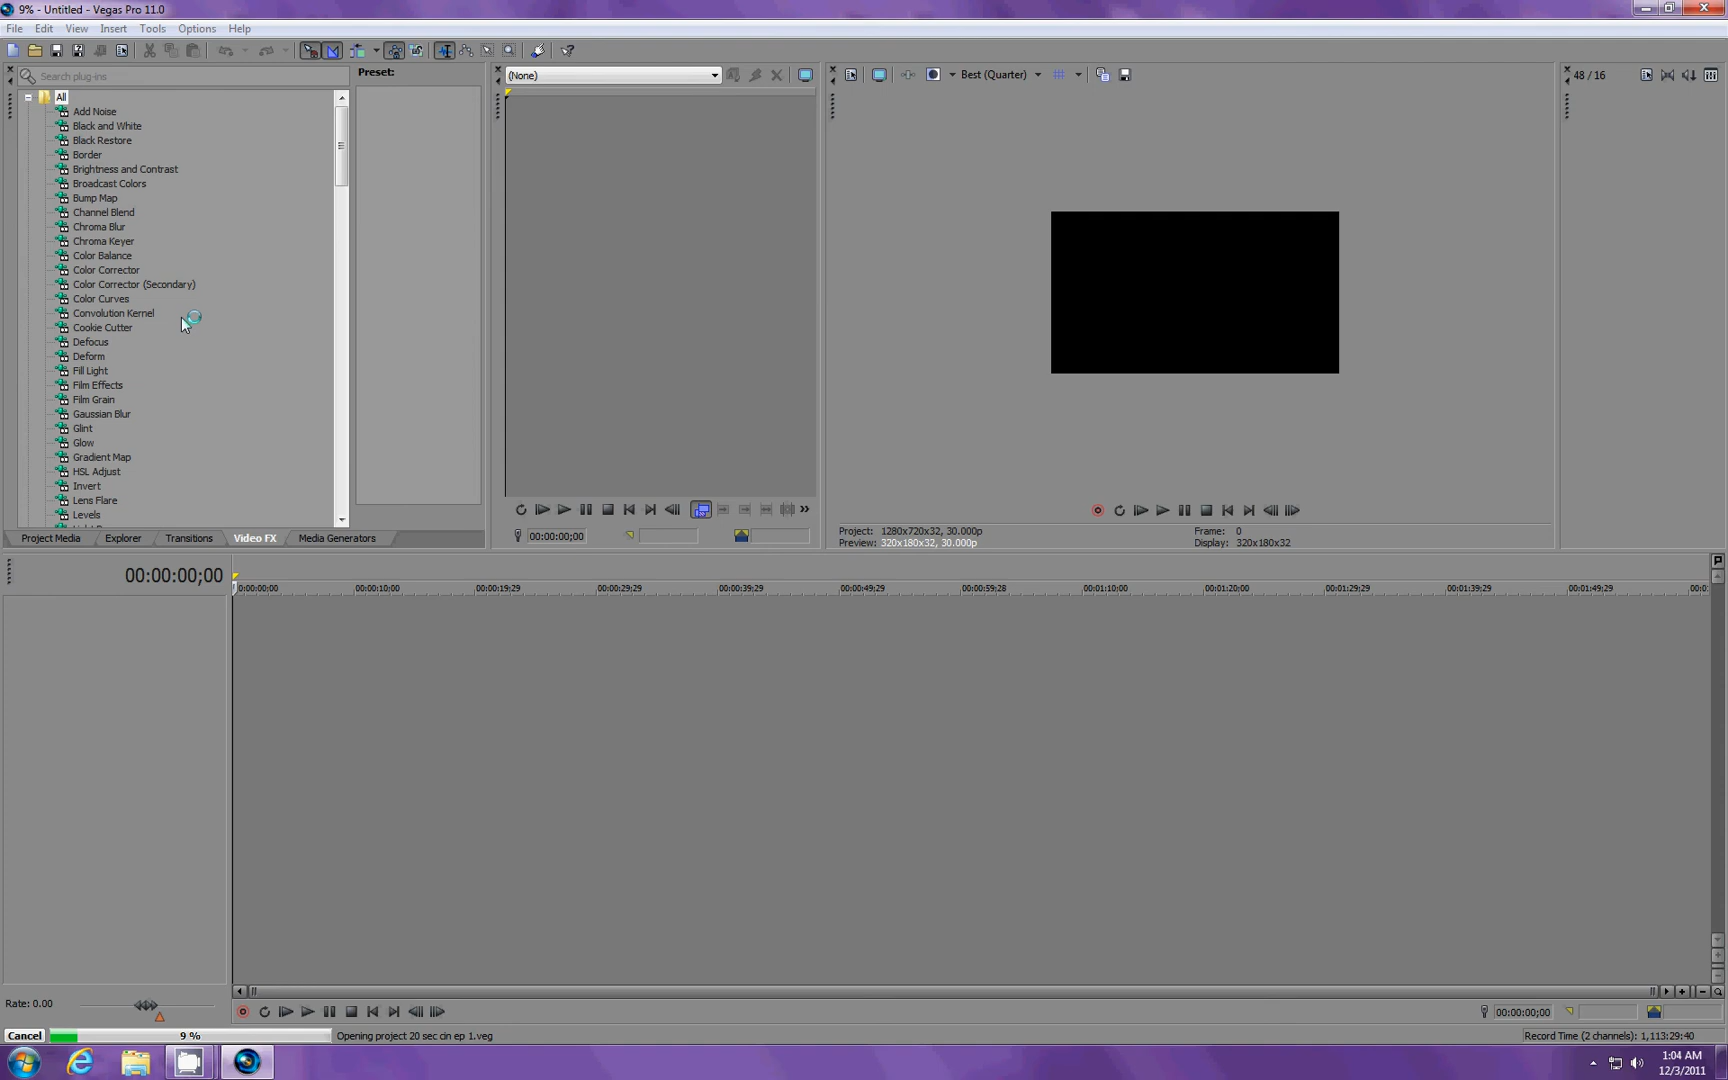 9% - Untitled - Vegas Pro 11.0
File Edit View Insert Tools Options Help
Search plug-ins
Preset:
(None)
Best (Quarter)
48 / 16
All
Add Noise
Black and White
Black Restore
Border
Brightness and Contrast
Broadcast Colors
Bump Map
Channel Blend
Chroma Blur
Chroma Keyer
Color Balance
Color Corrector
Color Corrector (Secondary)
Color Curves
Convolution Kernel
Cookie Cutter
Defocus
Deform
Fill Light
Film Effects
Film Grain
Gaussian Blur
Glint
Glow
Gradient Map
HSL Adjust
Invert
Lens Flare
Levels
00:00:00;00
Project: 1280x720x32, 30.000p Frame: 0
Preview: 320x180x32, 30.000p Display: 320x180x32
Project Media Explorer Transitions Video FX Media Generators
00:00:00;00
0:00:00;00 00:00:10;00 00:00:19;29 00:00:29;29 00:00:39;29 00:00:49;29 00:00:59;28 00:01:10;00 00:01:20;00 00:01:29;29 00:01:39;29 00:01:49;29
Rate: 0.00
00:00:00;00
Cancel 9 % Opening project 20 sec cin ep 1.veg Record Time (2 channels): 1,113:29:40
1:04 AM
12/3/2011